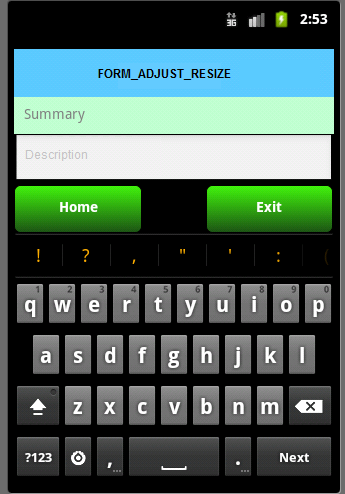 3G 2:53
FORM_ADJUST_RESIZE
Summary
Description
Home Exit
! ? , " ' : (
1 2 3 4 5 6 7 8 9 0
q w e r t y u i o p
a s d f g h j k l
z x c v b n m
?123 , ... . ... Next